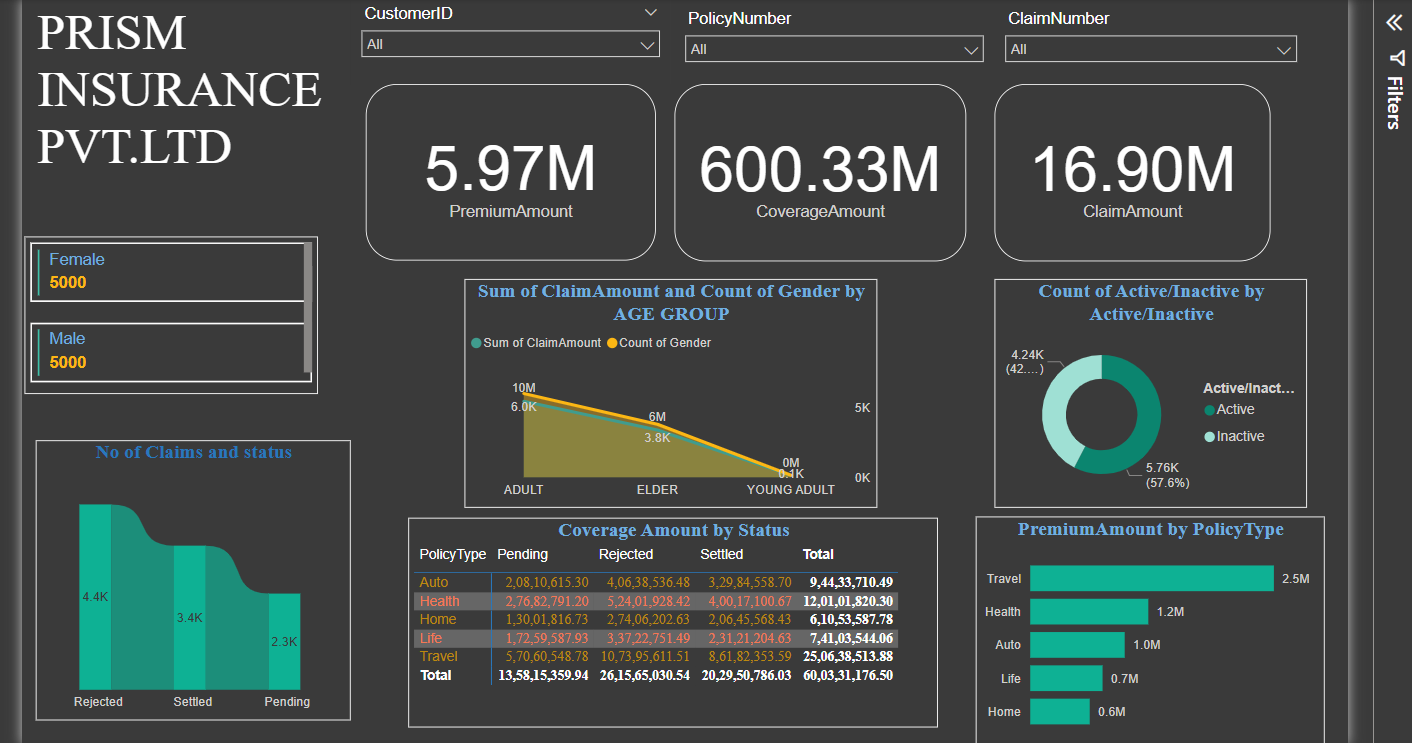 PRISM
INSURANCE
PVT.LTD
CustomerID
All
PolicyNumber
All
ClaimNumber
All
Filters
5.97M
PremiumAmount
600.33M
CoverageAmount
16.90M
ClaimAmount
Female
5000
Male
5000
Sum of ClaimAmount and Count of Gender by
AGE GROUP
Sum of ClaimAmount Count of Gender
10M
6.0K
6M
3.8K
0M
0.1K
5K
0K
ADULT ELDER YOUNG ADULT
Count of Active/Inactive by
Active/Inactive
4.24K
(42....)
5.76K
(57.6%)
Active/Inact...
Active
Inactive
No of Claims and status
4.4K
3.4K
2.3K
Rejected Settled Pending
Coverage Amount by Status
PolicyType Pending Rejected Settled Total
Auto 2,08,10,615.30 4,06,38,536.48 3,29,84,558.70 9,44,33,710.49
Health 2,76,82,791.20 5,24,01,928.42 4,00,17,100.67 12,01,01,820.30
Home 1,30,01,816.73 2,74,06,202.63 2,06,45,568.43 6,10,53,587.78
Life 1,72,59,587.93 3,37,22,751.49 2,31,21,204.63 7,41,03,544.06
Travel 5,70,60,548.78 10,73,95,611.51 8,61,82,353.59 25,06,38,513.88
Total 13,58,15,359.94 26,15,65,030.54 20,29,50,786.03 60,03,31,176.50
PremiumAmount by PolicyType
Travel 2.5M
Health 1.2M
Auto 1.0M
Life 0.7M
Home 0.6M